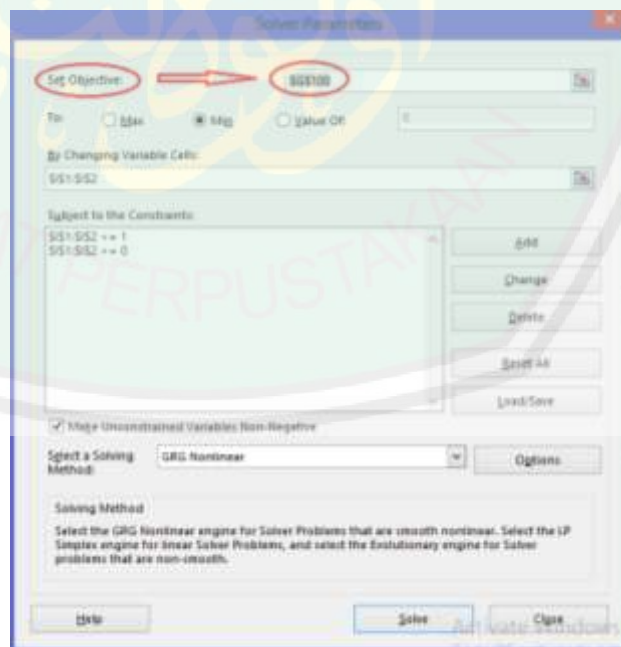 Solver Parameters
Set Objective: $G$100
To: Max Min Value Of: 0
By Changing Variable Cells:
$I$1:$I$2
Subject to the Constraints:
$I$1:$I$2 <= 1
$I$1:$I$2 >= 0
Add
Change
Delete
Reset All
Load/Save
Make Unconstrained Variables Non-Negative
Select a Solving Method: GRG Nonlinear Options
Solving Method
Select the GRG Nonlinear engine for Solver Problems that are smooth nonlinear. Select the LP
Simplex engine for linear Solver Problems, and select the Evolutionary engine for Solver
problems that are non-smooth.
Help Solve Close
Activate Windows
PERPUSTAKAAN